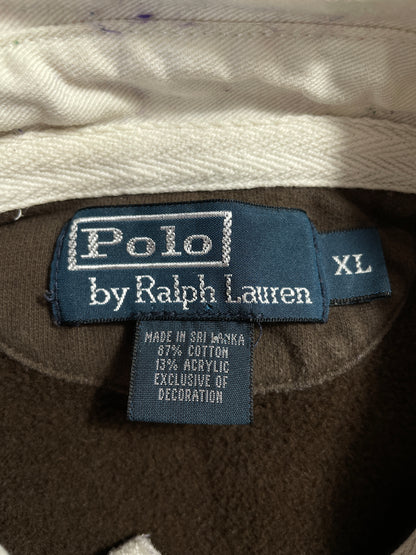 Polo
by Ralph Lauren
XL
MADE IN SRI LANKA
87% COTTON
13% ACRYLIC
EXCLUSIVE OF
DECORATION